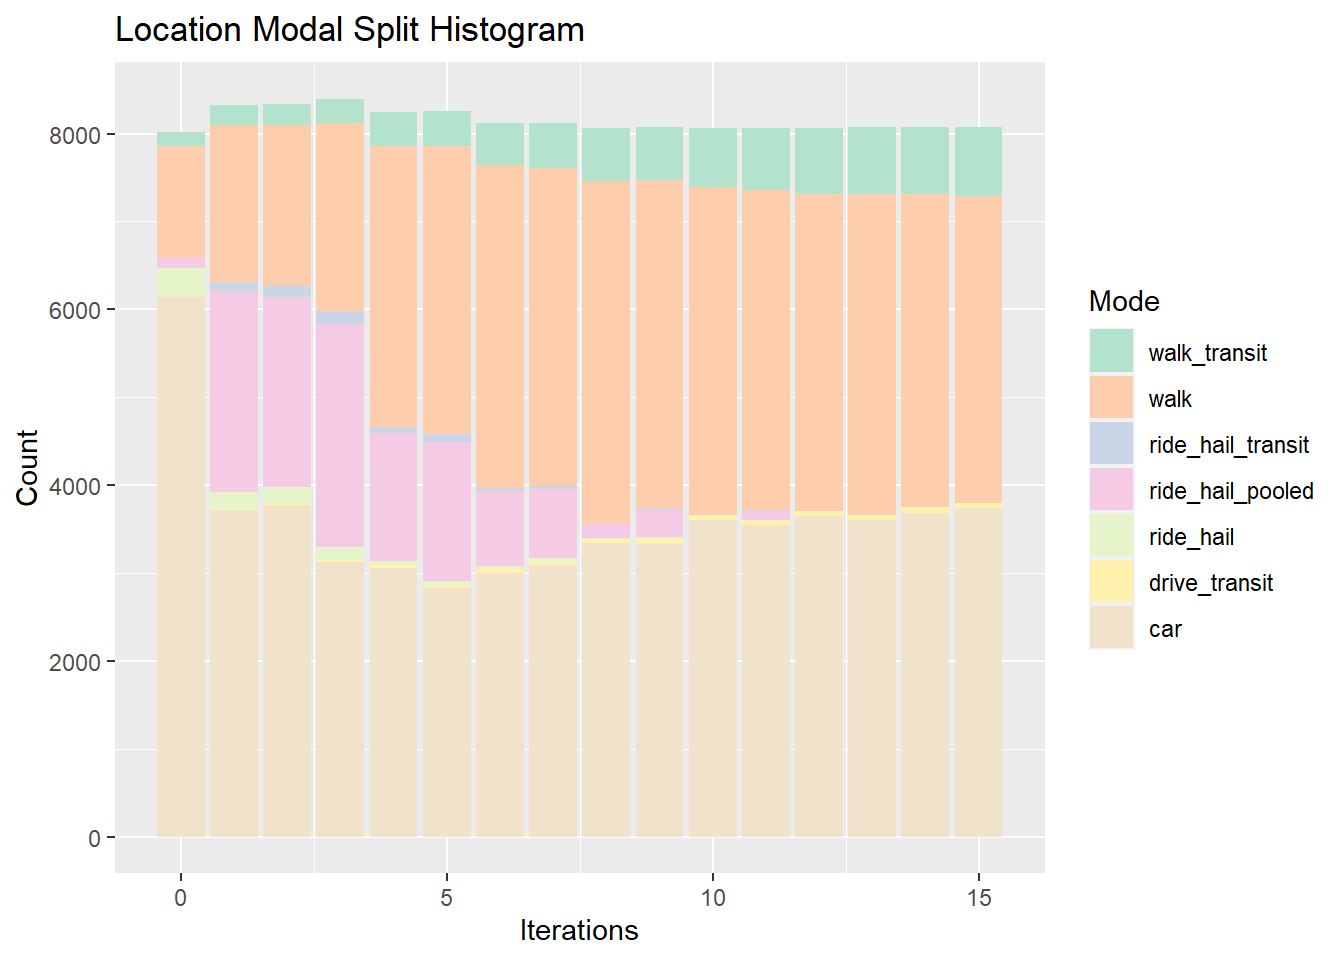 Location Modal Split Histogram
Count
8000
6000
4000
2000
0
0 5 10 15
Iterations
Mode
walk_transit
walk
ride_hail_transit
ride_hail_pooled
ride_hail
drive_transit
car